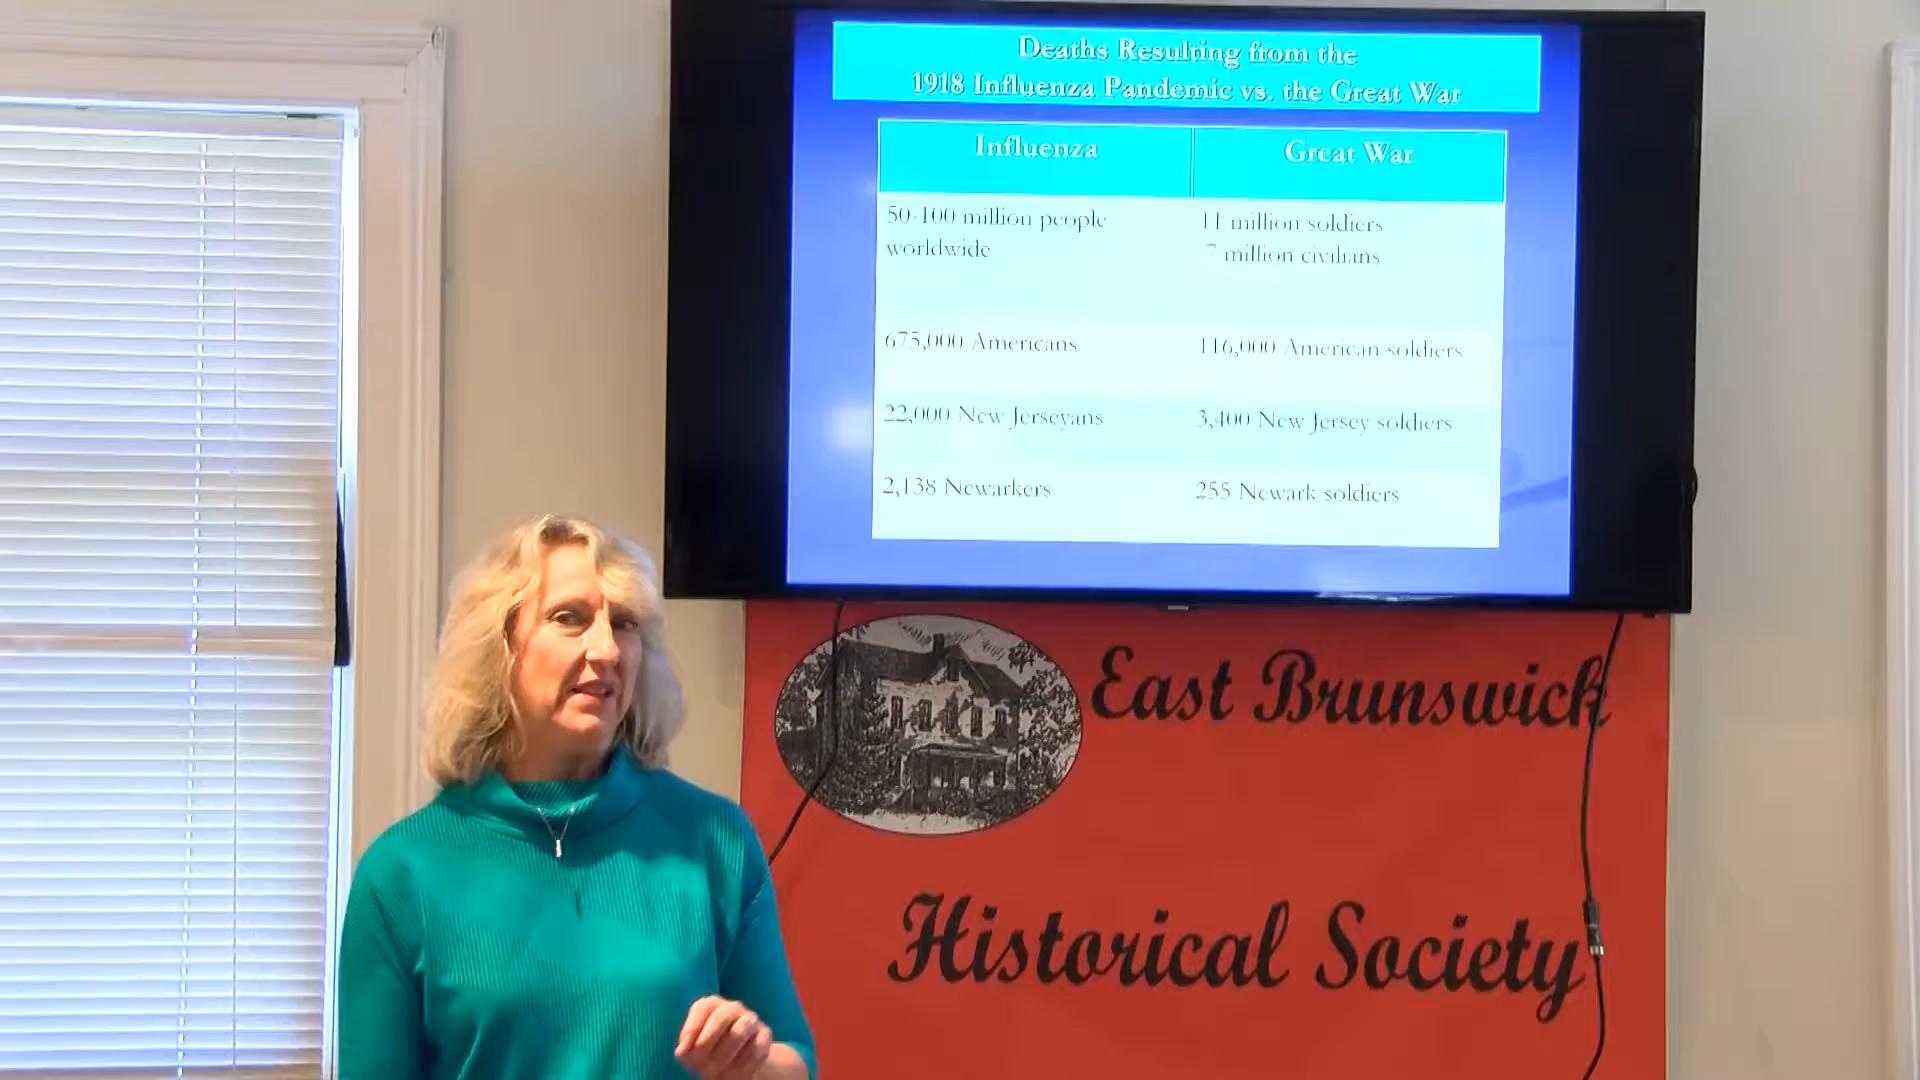 Deaths Resulting from the
1918 Influenza Pandemic vs. the Great War
Influenza
Great War
50-100 million people
worldwide
11 million soldiers
7 million civilians
675,000 Americans
116,000 American soldiers
22,000 New Jerseyans
3,400 New Jersey soldiers
2,138 Newarkers
255 Newark soldiers
East Brunswick
Historical Society